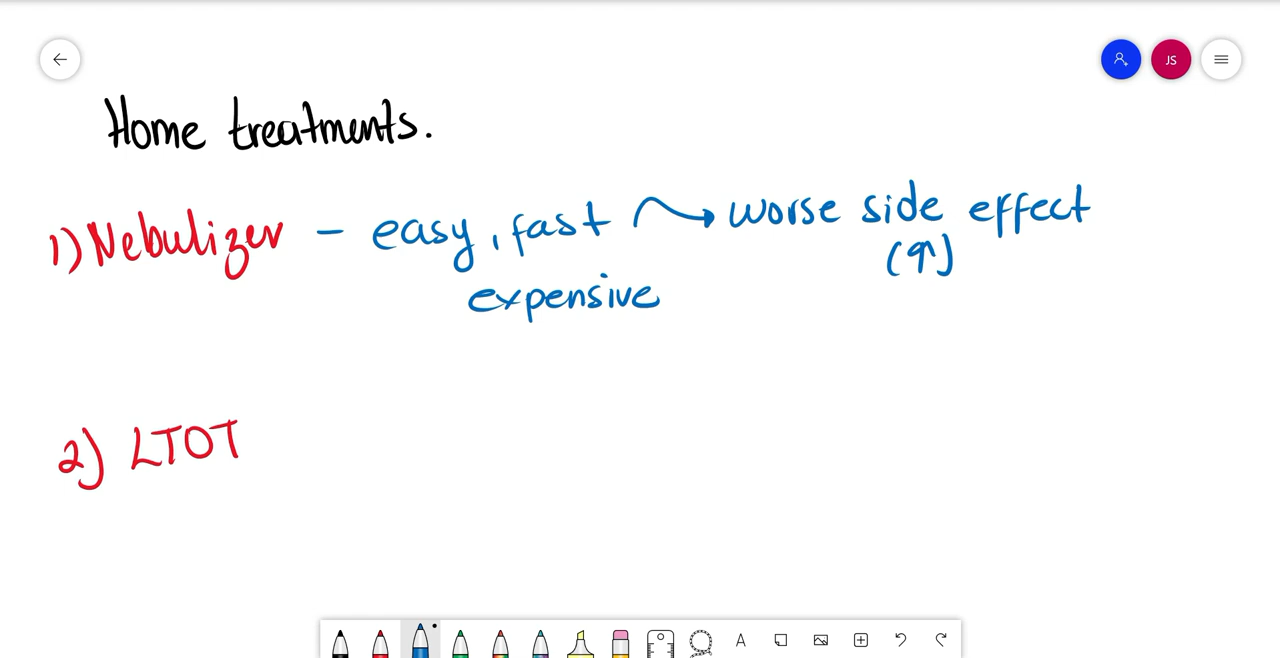 JS
Home treatments.
1) Nebulizer - easy, fast → worse side effect
(↑)
expensive
2) LTOT
A